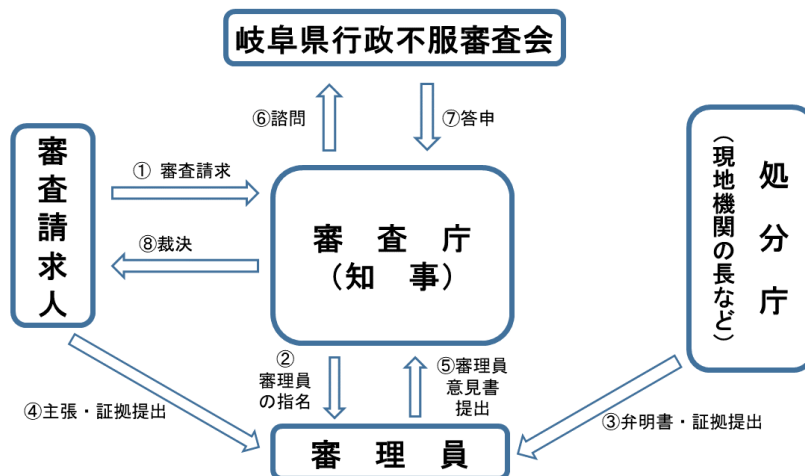 岐阜県行政不服審査会
⑥諮問
⑦答申
審査請求人
① 審査請求
⑧裁決
審 査 庁
（知 事）
処 分 庁
（現地機関の長など）
②
審理員
の指名
⑤審理員
意見書
提出
④主張・証拠提出
③弁明書・証拠提出
審 理 員